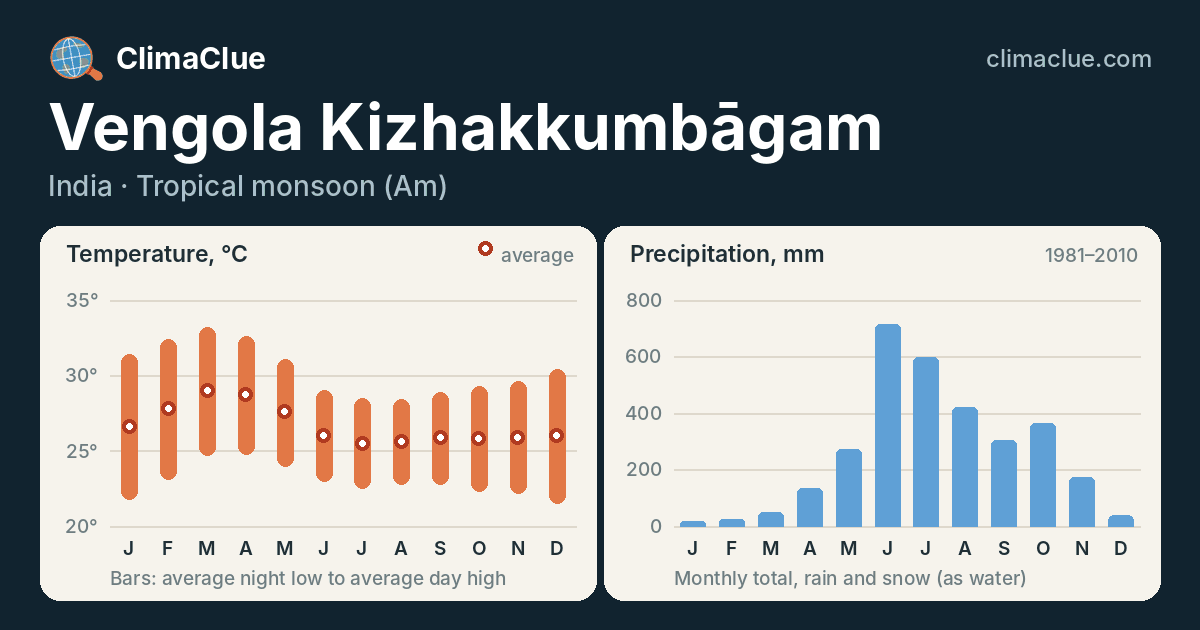 ClimaClue
climaclue.com
Vengola Kizhakkumbāgam
India · Tropical monsoon (Am)
Temperature, °C
average
35°
30°
25°
20°
J F M A M J J A S O N D
Bars: average night low to average day high
Precipitation, mm
1981–2010
800
600
400
200
0
J F M A M J J A S O N D
Monthly total, rain and snow (as water)